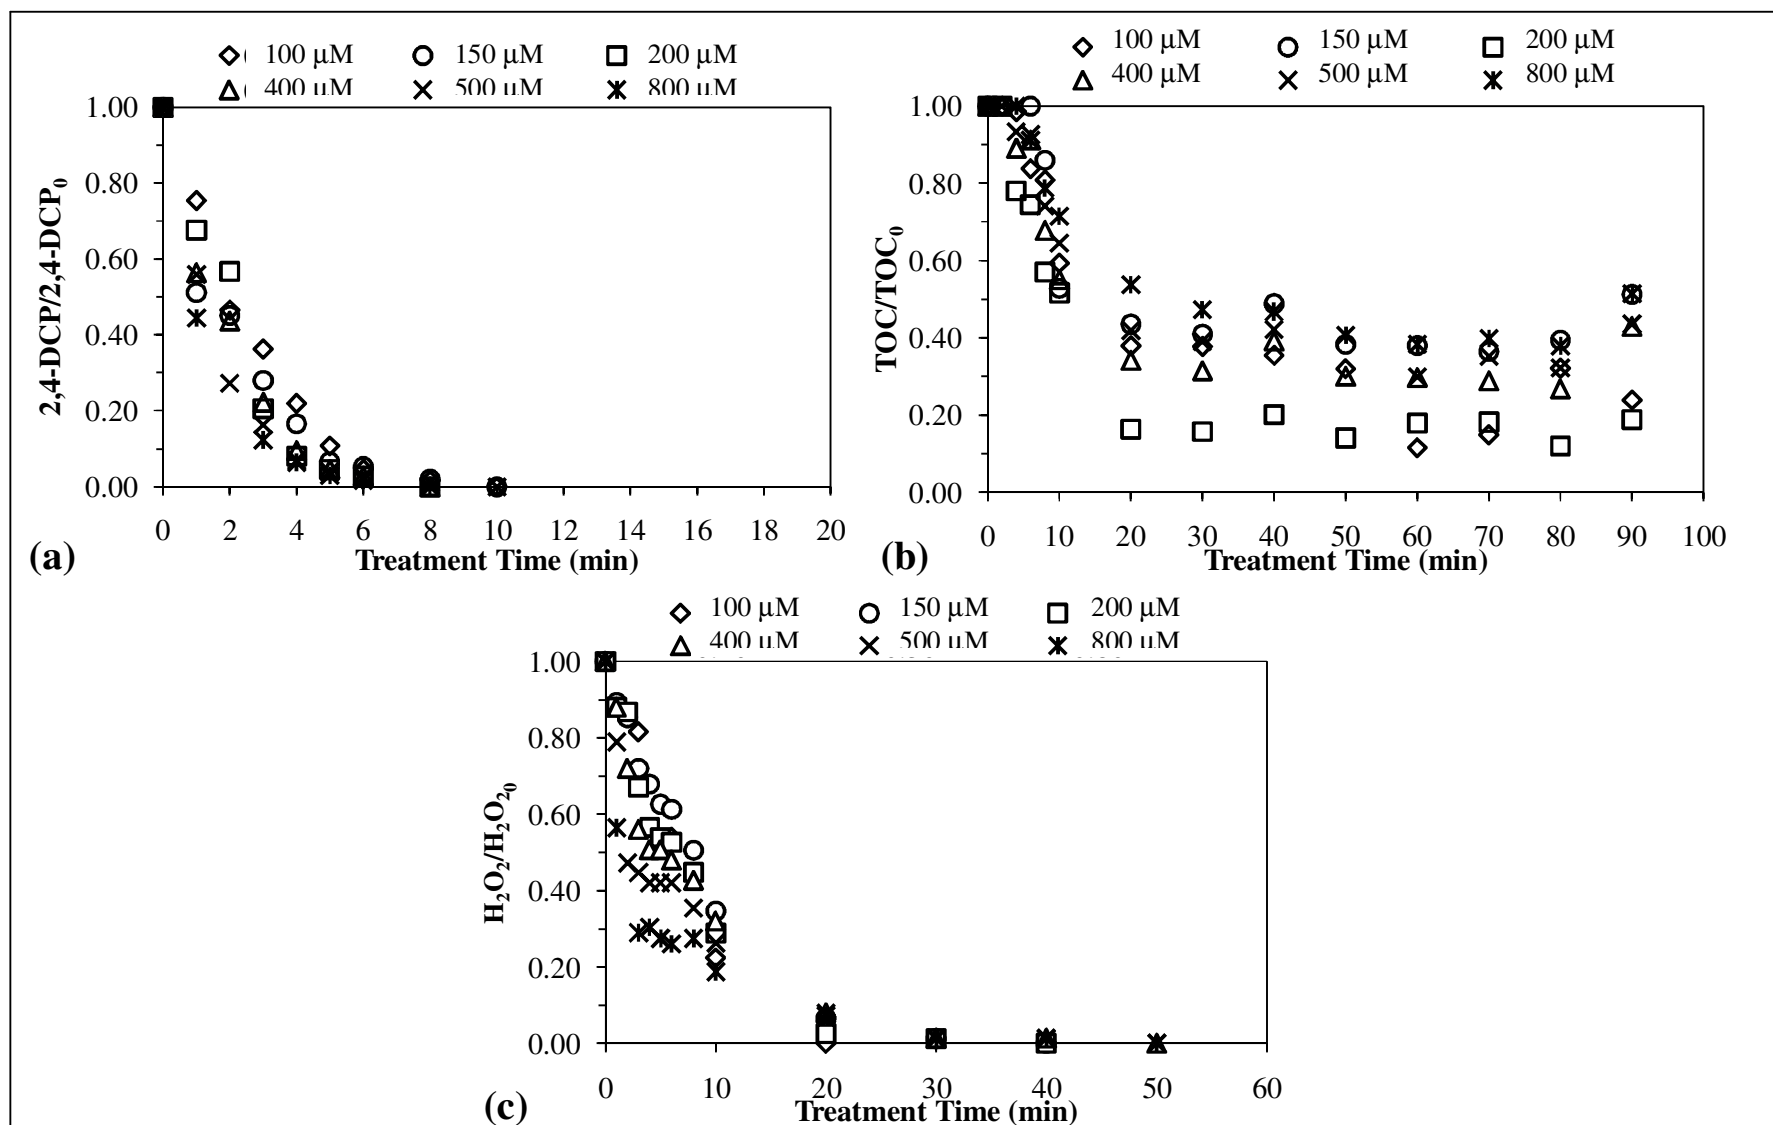 100 μM 150 μM 200 μM
400 μM 500 μM 800 μM
1.00
0.80
0.60
0.40
0.20
0.00
2,4-DCP/2,4-DCP₀
0 2 4 6 8 10 12 14 16 18 20
Treatment Time (min)
(a)
100 μM 150 μM 200 μM
400 μM 500 μM 800 μM
1.00
0.80
0.60
0.40
0.20
0.00
TOC/TOC₀
0 10 20 30 40 50 60 70 80 90 100
Treatment Time (min)
(b)
100 μM 150 μM 200 μM
400 μM 500 μM 800 μM
1.00
0.80
0.60
0.40
0.20
0.00
H₂O₂/H₂O₂₀
0 10 20 30 40 50 60
Treatment Time (min)
(c)